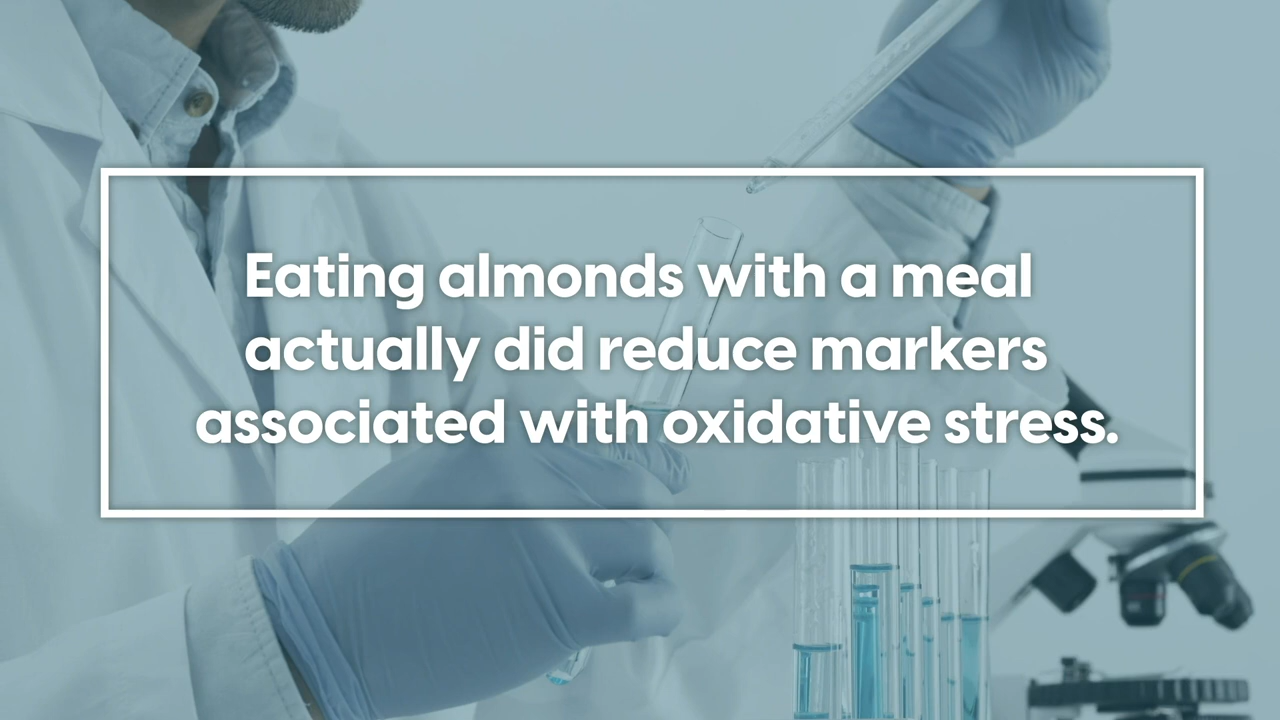 Eating almonds with a meal
actually did reduce markers
associated with oxidative stress.